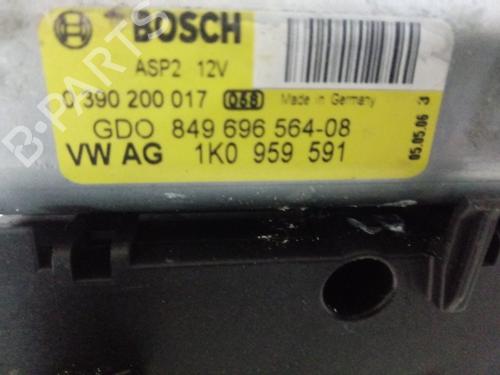 BOSCH
ASP2 12V
0 390 200 017 058 Made in Germany
GDO 849 696 564-08
VW AG 1K0 959 591
05.05.06 3
B-PARTS